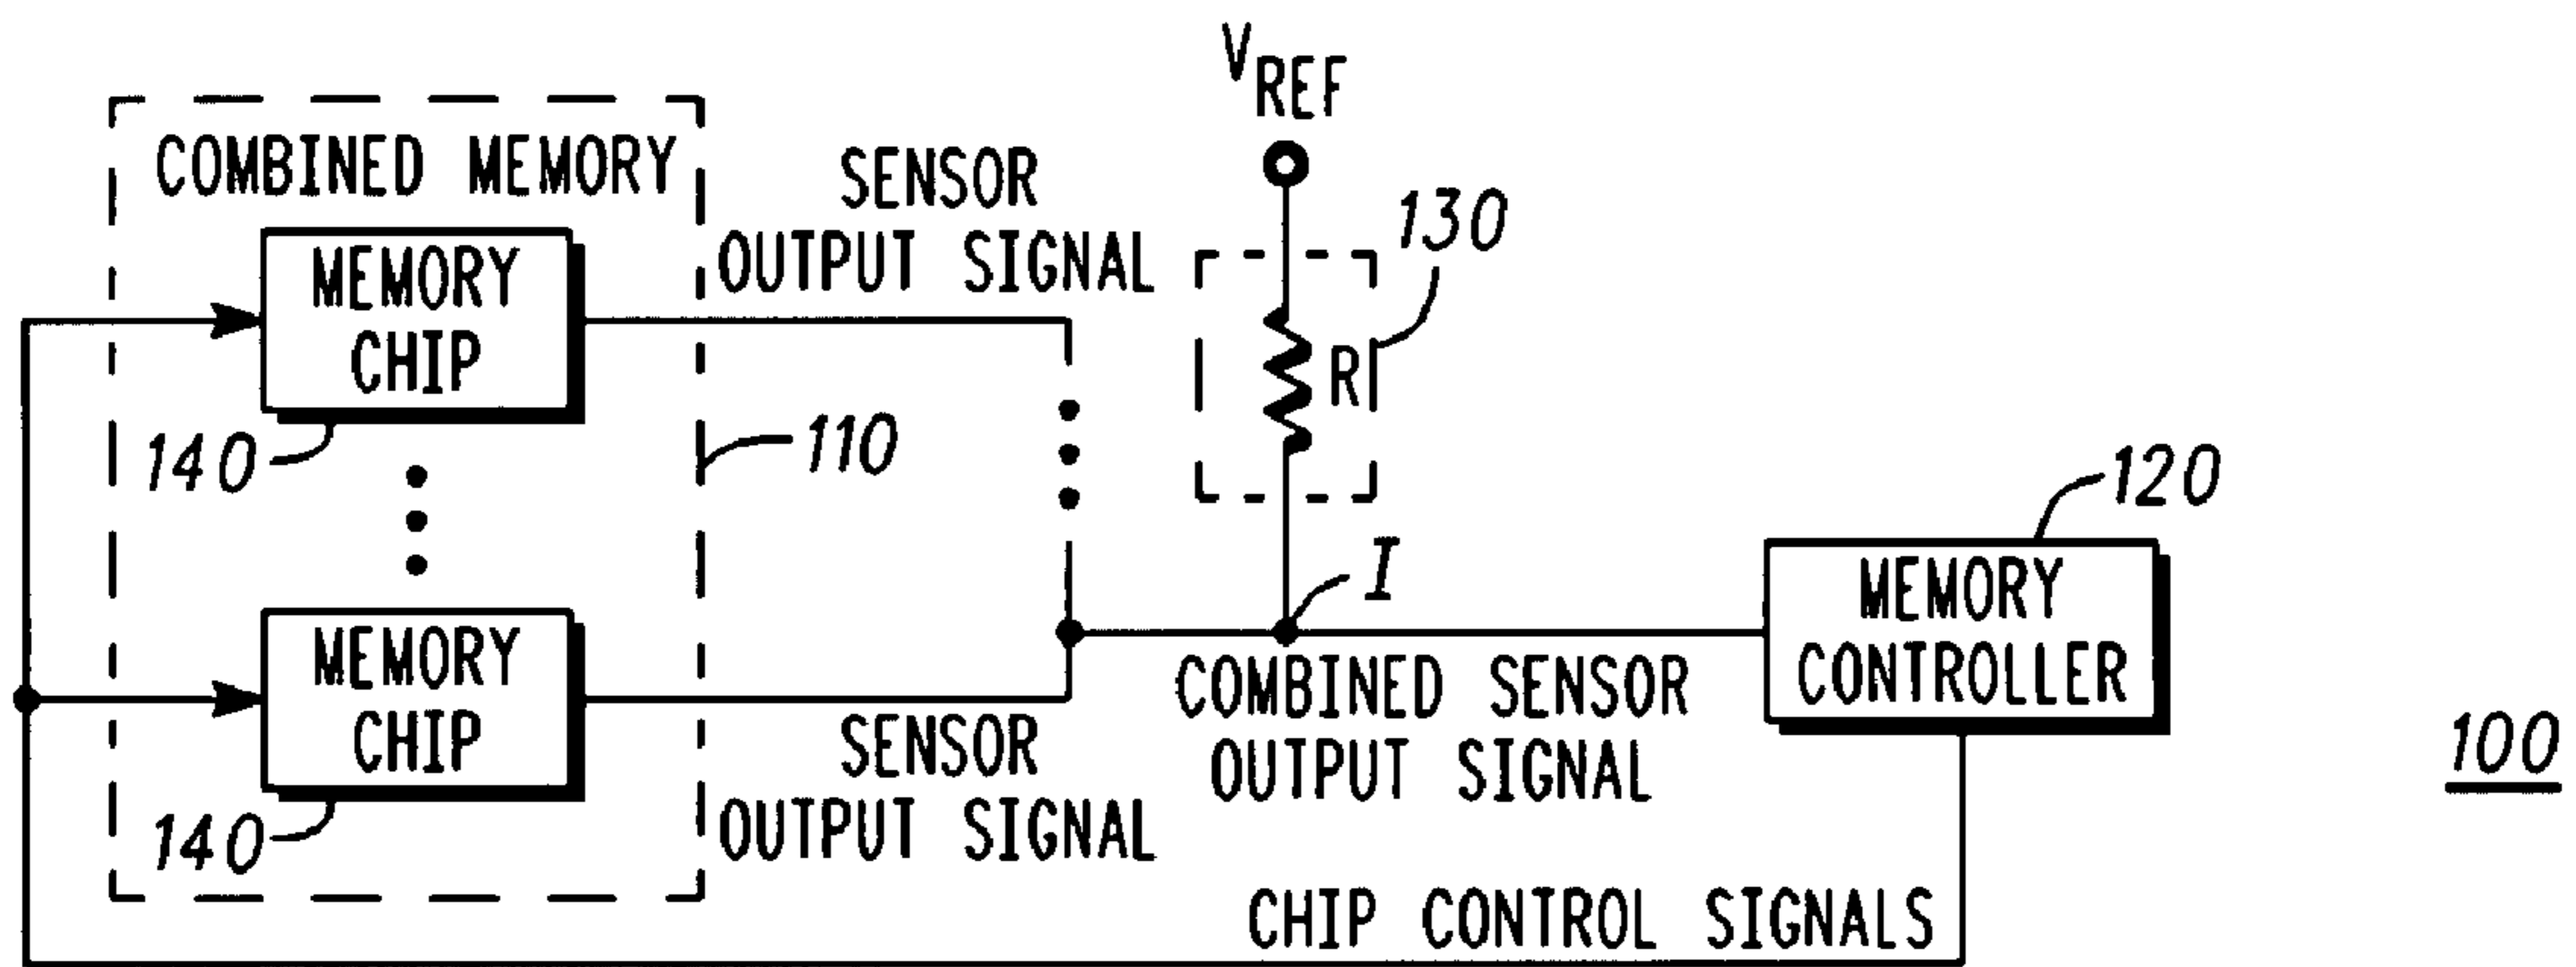 V REF
COMBINED MEMORY
SENSOR
OUTPUT SIGNAL
130
MEMORY
CHIP
R
140
110
I
120
MEMORY
CONTROLLER
MEMORY
CHIP
COMBINED SENSOR
OUTPUT SIGNAL
SENSOR
OUTPUT SIGNAL
140
100
CHIP CONTROL SIGNALS